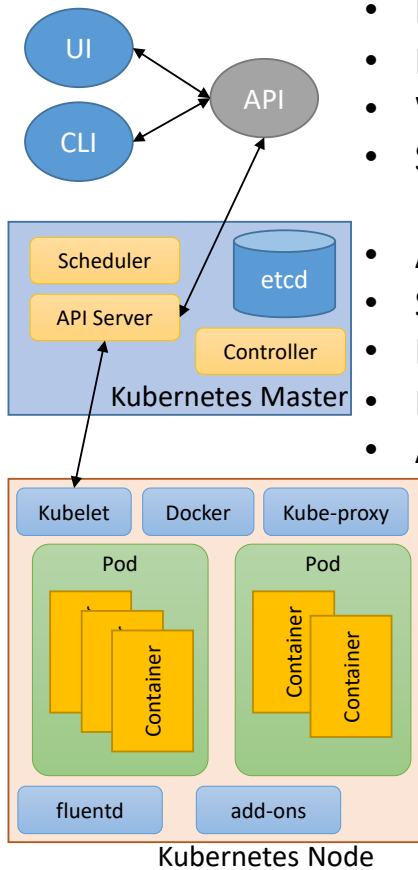 UI
API
CLI
Scheduler
etcd
API Server
Controller
Kubernetes Master
Kubelet
Docker
Kube-proxy
Pod
Pod
Container
Container
Container
fluentd
add-ons
Kubernetes Node